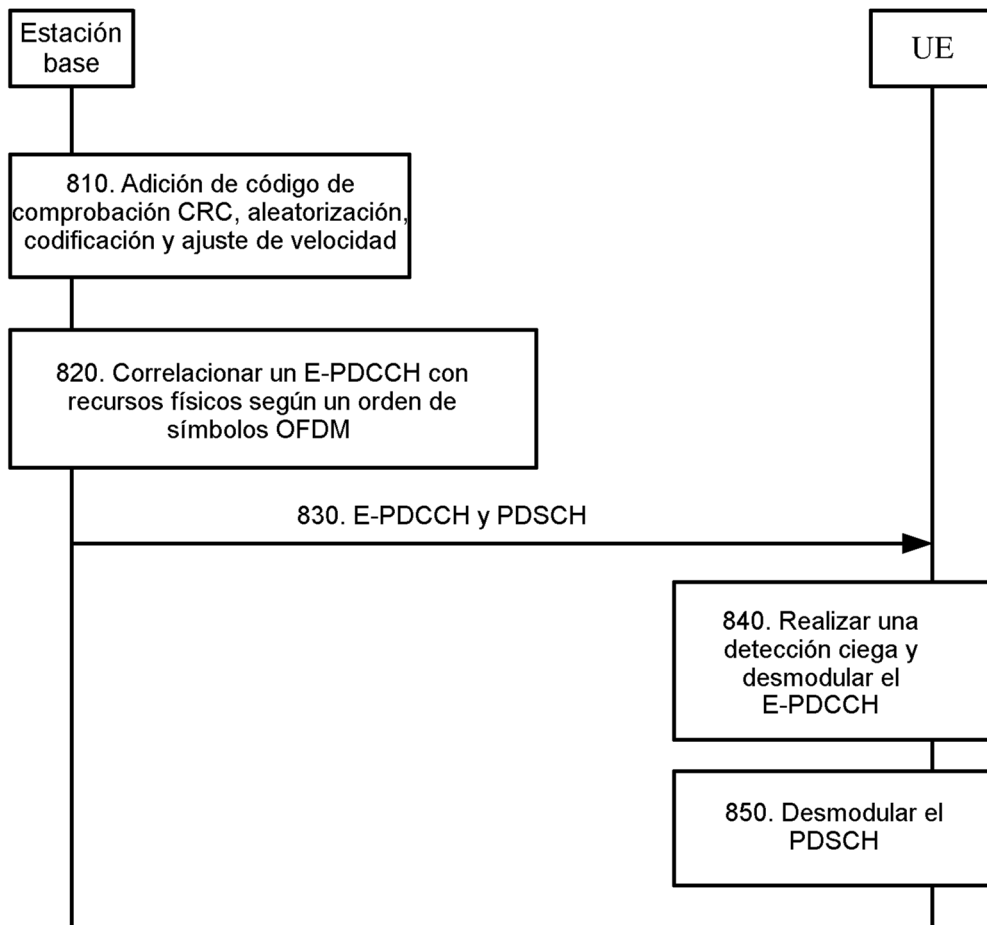 Estación
base
UE
810. Adición de código de
comprobación CRC, aleatorización,
codificación y ajuste de velocidad
820. Correlacionar un E-PDCCH con
recursos físicos según un orden de
símbolos OFDM
830. E-PDCCH y PDSCH
840. Realizar una
detección ciega y
desmodular el
E-PDCCH
850. Desmodular el
PDSCH